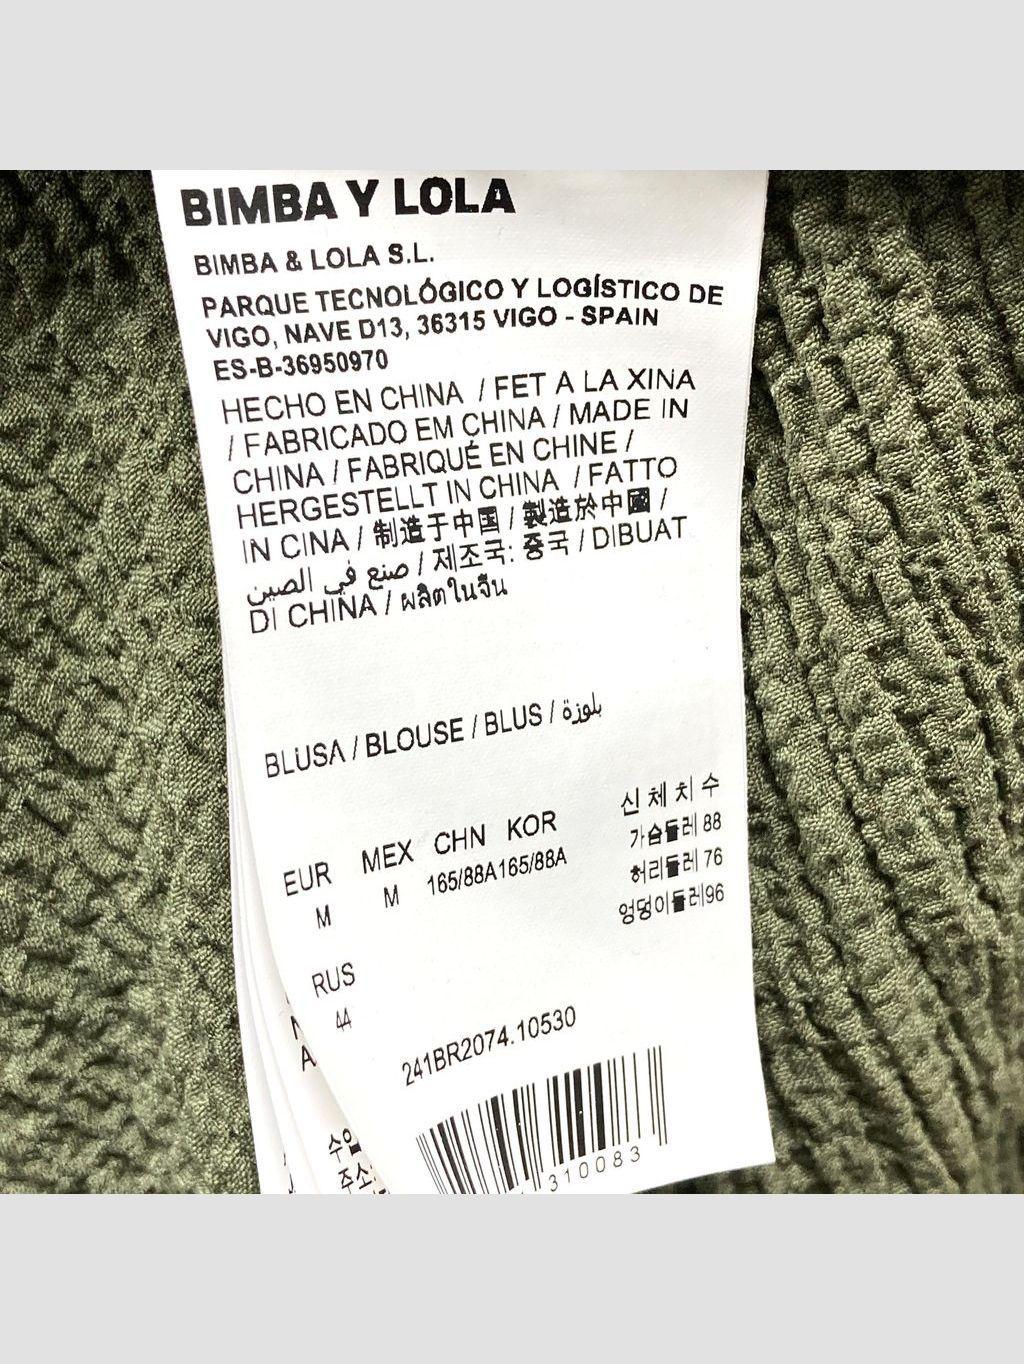 BIMBA Y LOLA
BIMBA & LOLA S.L.
PARQUE TECNOLÓGICO Y LOGÍSTICO DE
VIGO, NAVE D13, 36315 VIGO - SPAIN
ES-B-36950970
HECHO EN CHINA / FET A LA XINA
/ FABRICADO EM CHINA / MADE IN
CHINA / FABRIQUÉ EN CHINE /
HERGESTELLT IN CHINA / FATTO
IN CINA / 制造于中国 / 製造於中國 /
صنع في الصين / 제조국: 중국 / DIBUAT
DI CHINA / ผลิตในจีน
BLUSA / BLOUSE / BLUS / بلوزة
EUR MEX CHN KOR
M M 165/88A165/88A
신체치수
가슴둘레 88
허리둘레 76
엉덩이둘레96
RUS
44
241BR2074.10530
310083